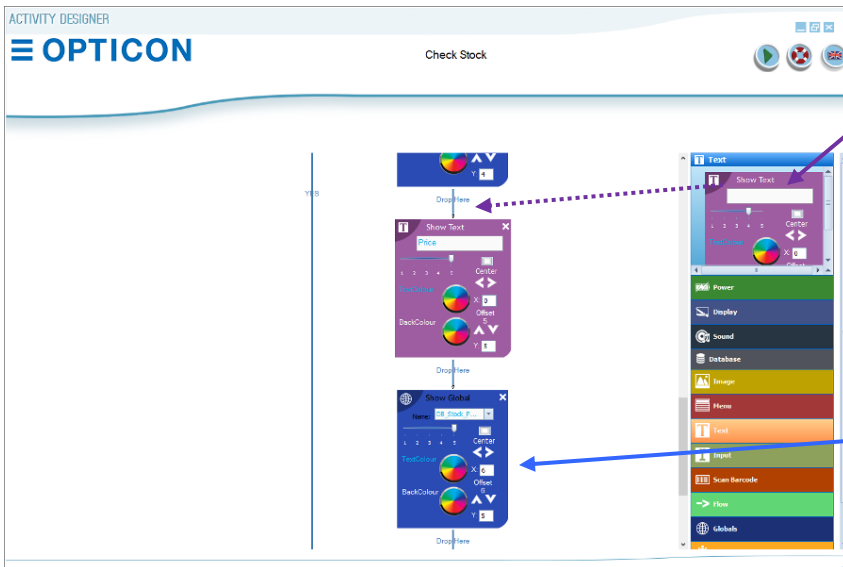 ACTIVITY DESIGNER
OPTICON
Check Stock
YES
Y 4
Drop Here
T Show Text
Price
1 2 3 4 5
Center
TextColour
X: 0
Offset
5
BackColour
Y 5
Drop Here
Show Global
Name: DB_Stock_P...
1 2 3 4 5
Center
TextColour
X: 6
Offset
5
BackColour
Y 5
Drop Here
T Text
T Show Text
1 2 3 4 5
Center
X: 0
Offset
Power
Display
Sound
Database
Image
Menu
T Text
Input
Scan Barcode
Flow
Globals